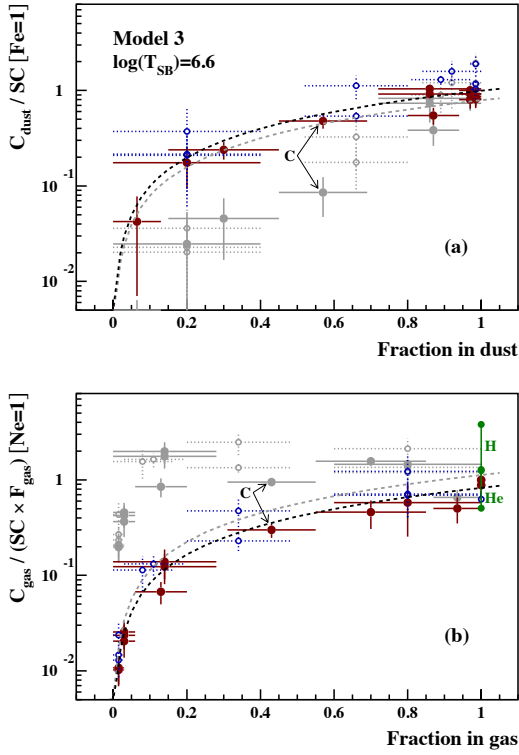 C_dust / SC [Fe=1]
Model 3
log(T_SB)=6.6
1
10^-1
10^-2
C
(a)
0 0.2 0.4 0.6 0.8 1
Fraction in dust
C_gas / (SC × F_gas) [Ne=1]
H
He
1
10^-1
10^-2
C
(b)
0 0.2 0.4 0.6 0.8 1
Fraction in gas